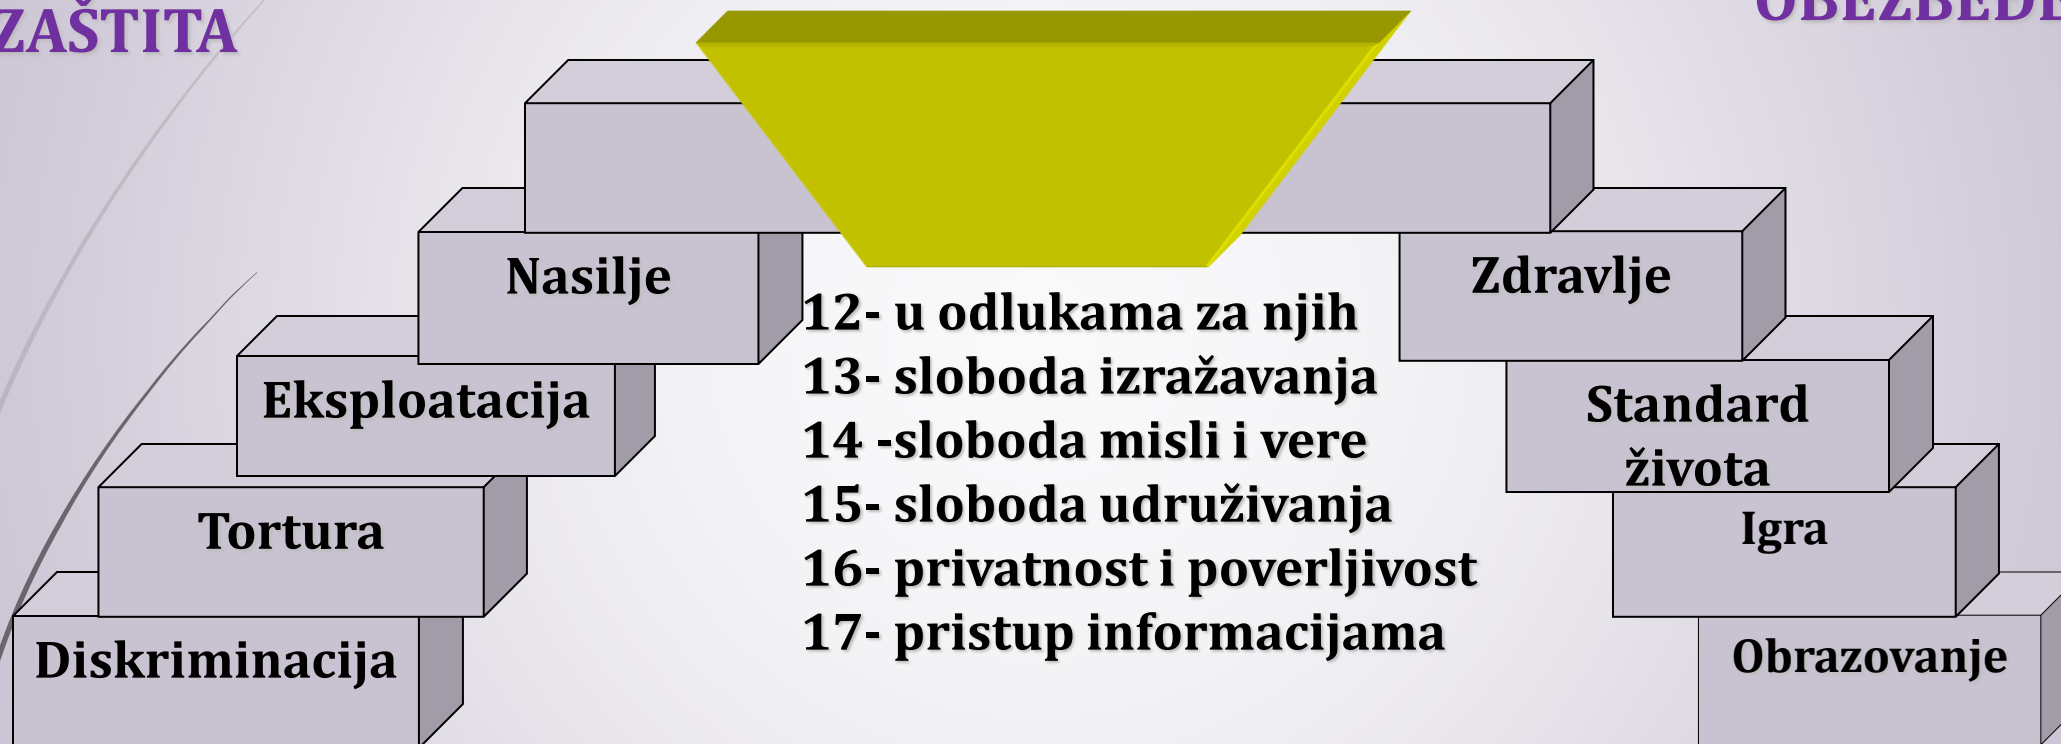 ZAŠTITA
Nasilje
Eksploatacija
Tortura
Diskriminacija
12- u odlukama za njih
13- sloboda izražavanja
14 -sloboda misli i vere
15- sloboda udruživanja
16- privatnost i poverljivost
17- pristup informacijama
Zdravlje
Standard
života
Igra
Obrazovanje